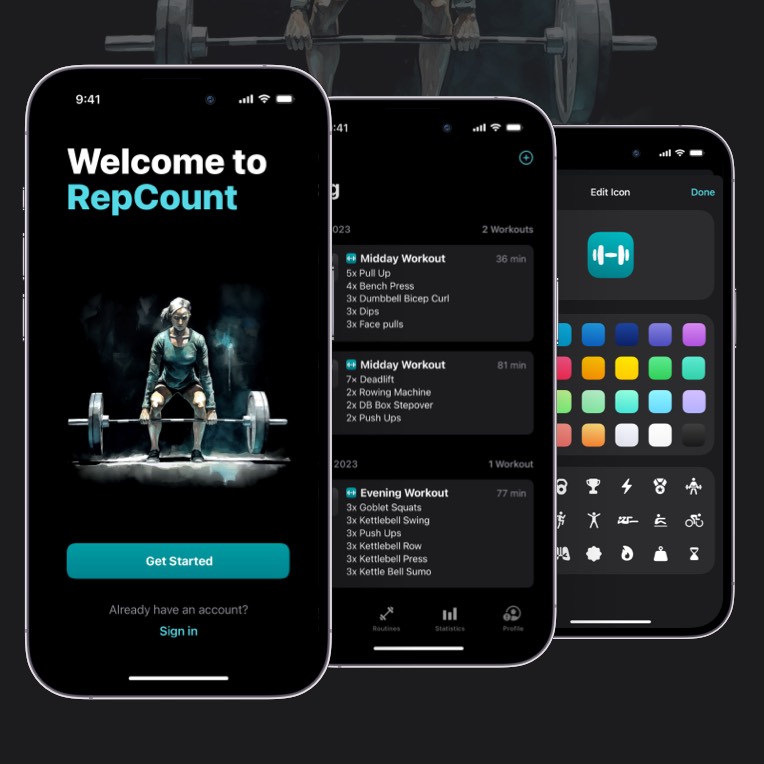 9:41
Welcome to
RepCount
Get Started
Already have an account?
Sign in
:41
g
2023
2 Workouts
Midday Workout
36 min
5x Pull Up
4x Bench Press
3x Dumbbell Bicep Curl
3x Dips
3x Face pulls
Midday Workout
81 min
7x Deadlift
2x Rowing Machine
2x DB Box Stepover
2x Push Ups
2023
1 Workout
Evening Workout
77 min
3x Goblet Squats
3x Kettlebell Swing
3x Push Ups
3x Kettlebell Row
3x Kettlebell Press
3x Kettle Bell Sumo
Routines
Statistics
Profile
Edit Icon
Done